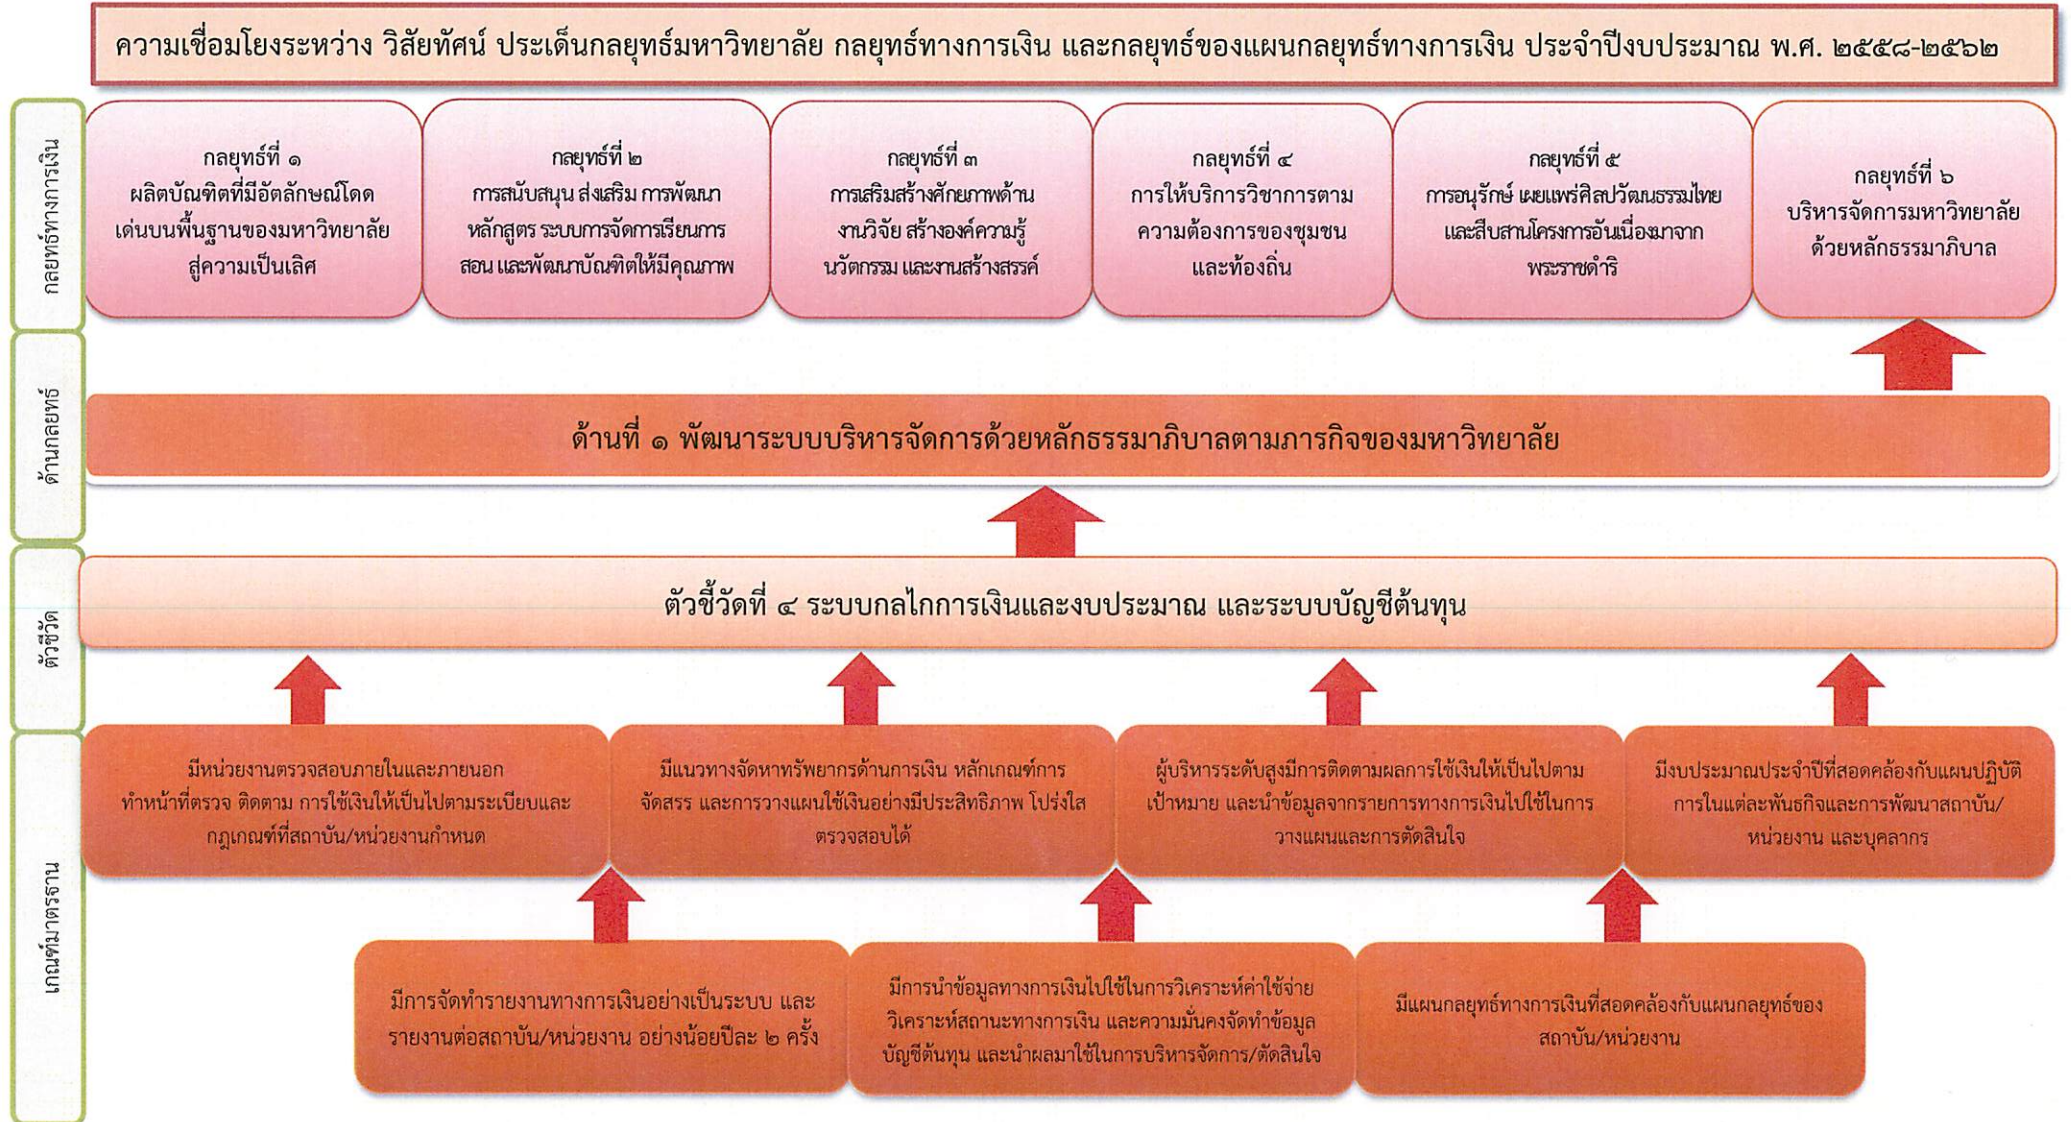 ความเชื่อมโยงระหว่าง วิสัยทัศน์ ประเด็นกลยุทธ์มหาวิทยาลัย กลยุทธ์ทางการเงิน และกลยุทธ์ของแผนกลยุทธ์ทางการเงิน ประจำปีงบประมาณ พ.ศ. ๒๕๕๘-๒๕๖๒
กลยุทธ์ทางการเงิน
กลยุทธ์ที่ ๑
ผลิตบัณฑิตที่มีอัตลักษณ์โดด
เด่นบนพื้นฐานของมหาวิทยาลัย
สู่ความเป็นเลิศ
กลยุทธ์ที่ ๒
การสนับสนุน ส่งเสริม การพัฒนา
หลักสูตร ระบบการจัดการเรียนการ
สอน และพัฒนาบัณฑิตให้มีคุณภาพ
กลยุทธ์ที่ ๓
การเสริมสร้างศักยภาพด้าน
งานวิจัย สร้างองค์ความรู้
นวัตกรรม และงานสร้างสรรค์
กลยุทธ์ที่ ๔
การให้บริการวิชาการตาม
ความต้องการของชุมชน
และท้องถิ่น
กลยุทธ์ที่ ๕
การอนุรักษ์ เผยแพร่ศิลปวัฒนธรรมไทย
และสืบสานโครงการอันเนื่องมาจาก
พระราชดำริ
กลยุทธ์ที่ ๖
บริหารจัดการมหาวิทยาลัย
ด้วยหลักธรรมาภิบาล
ด้านกลยุทธ์
ด้านที่ ๑ พัฒนาระบบบริหารจัดการด้วยหลักธรรมาภิบาลตามภารกิจของมหาวิทยาลัย
ตัวชี้วัด
ตัวชี้วัดที่ ๔ ระบบกลไกการเงินและงบประมาณ และระบบบัญชีต้นทุน
เกณฑ์มาตรฐาน
มีหน่วยงานตรวจสอบภายในและภายนอก
ทำหน้าที่ตรวจ ติดตาม การใช้เงินให้เป็นไปตามระเบียบและ
กฎเกณฑ์ที่สถาบัน/หน่วยงานกำหนด
มีแนวทางจัดหาทรัพยากรด้านการเงิน หลักเกณฑ์การ
จัดสรร และการวางแผนใช้เงินอย่างมีประสิทธิภาพ โปร่งใส
ตรวจสอบได้
ผู้บริหารระดับสูงมีการติดตามผลการใช้เงินให้เป็นไปตาม
เป้าหมาย และนำข้อมูลจากรายการทางการเงินไปใช้ในการ
วางแผนและการตัดสินใจ
มีงบประมาณประจำปีที่สอดคล้องกับแผนปฏิบัติ
การในแต่ละพันธกิจและการพัฒนาสถาบัน/
หน่วยงาน และบุคลากร
มีการจัดทำรายงานทางการเงินอย่างเป็นระบบ และ
รายงานต่อสถาบัน/หน่วยงาน อย่างน้อยปีละ ๒ ครั้ง
มีการนำข้อมูลทางการเงินไปใช้ในการวิเคราะห์ค่าใช้จ่าย
วิเคราะห์สถานะทางการเงิน และความมั่นคงจัดทำข้อมูล
บัญชีต้นทุน และนำผลมาใช้ในการบริหารจัดการ/ตัดสินใจ
มีแผนกลยุทธ์ทางการเงินที่สอดคล้องกับแผนกลยุทธ์ของ
สถาบัน/หน่วยงาน